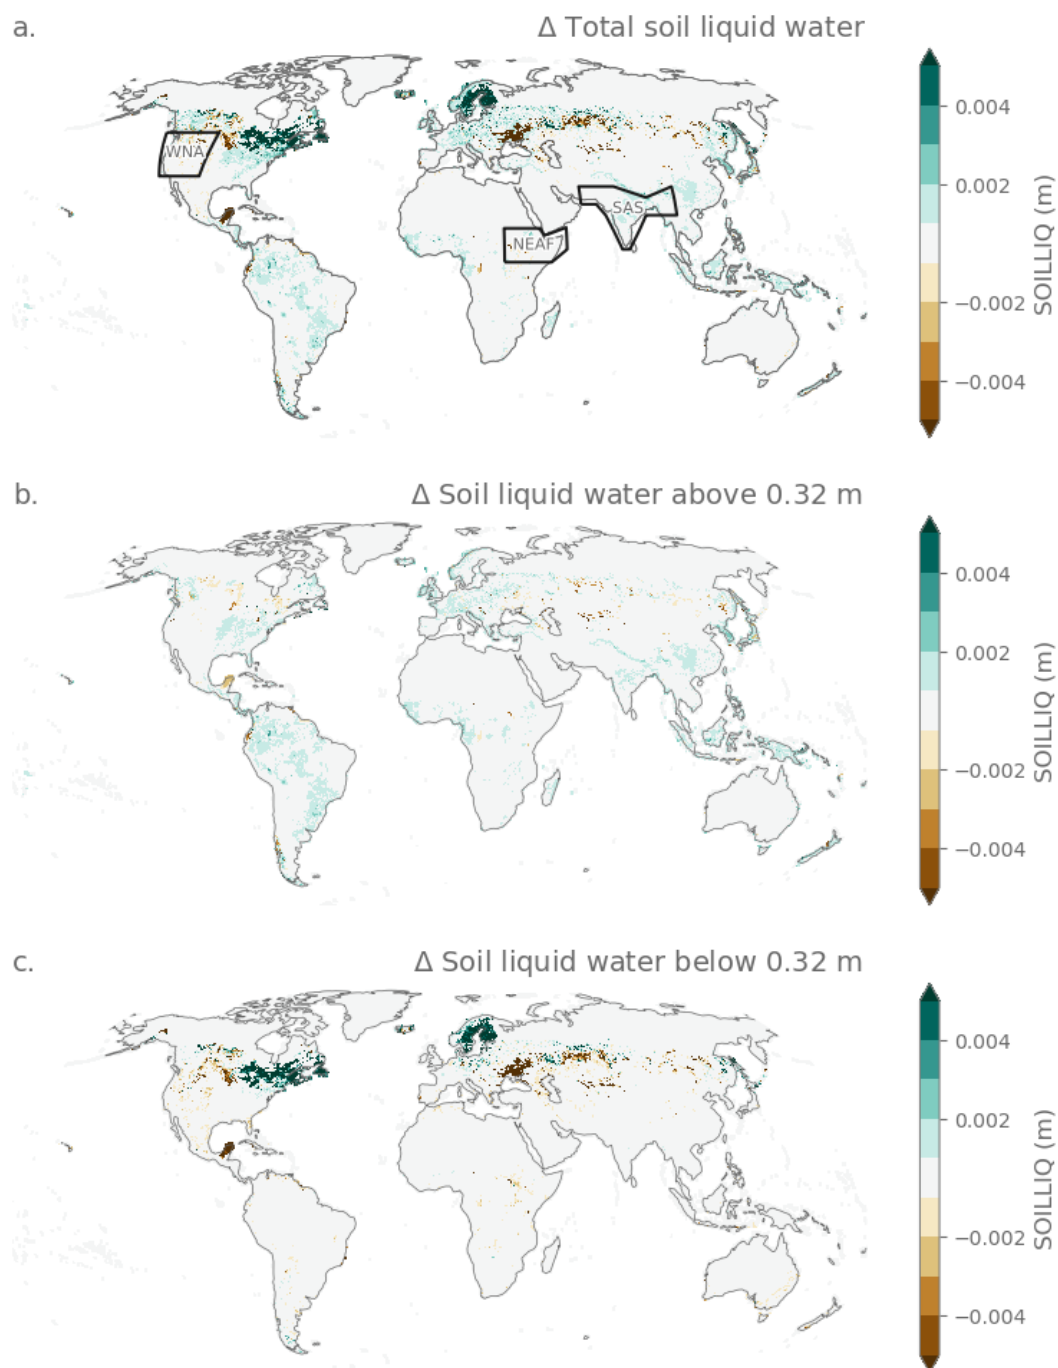 a.
Δ Total soil liquid water
WNA
SAS
NEAF
0.004
0.002
−0.002
−0.004
SOILLIQ (m)
b.
Δ Soil liquid water above 0.32 m
0.004
0.002
−0.002
−0.004
SOILLIQ (m)
c.
Δ Soil liquid water below 0.32 m
0.004
0.002
−0.002
−0.004
SOILLIQ (m)